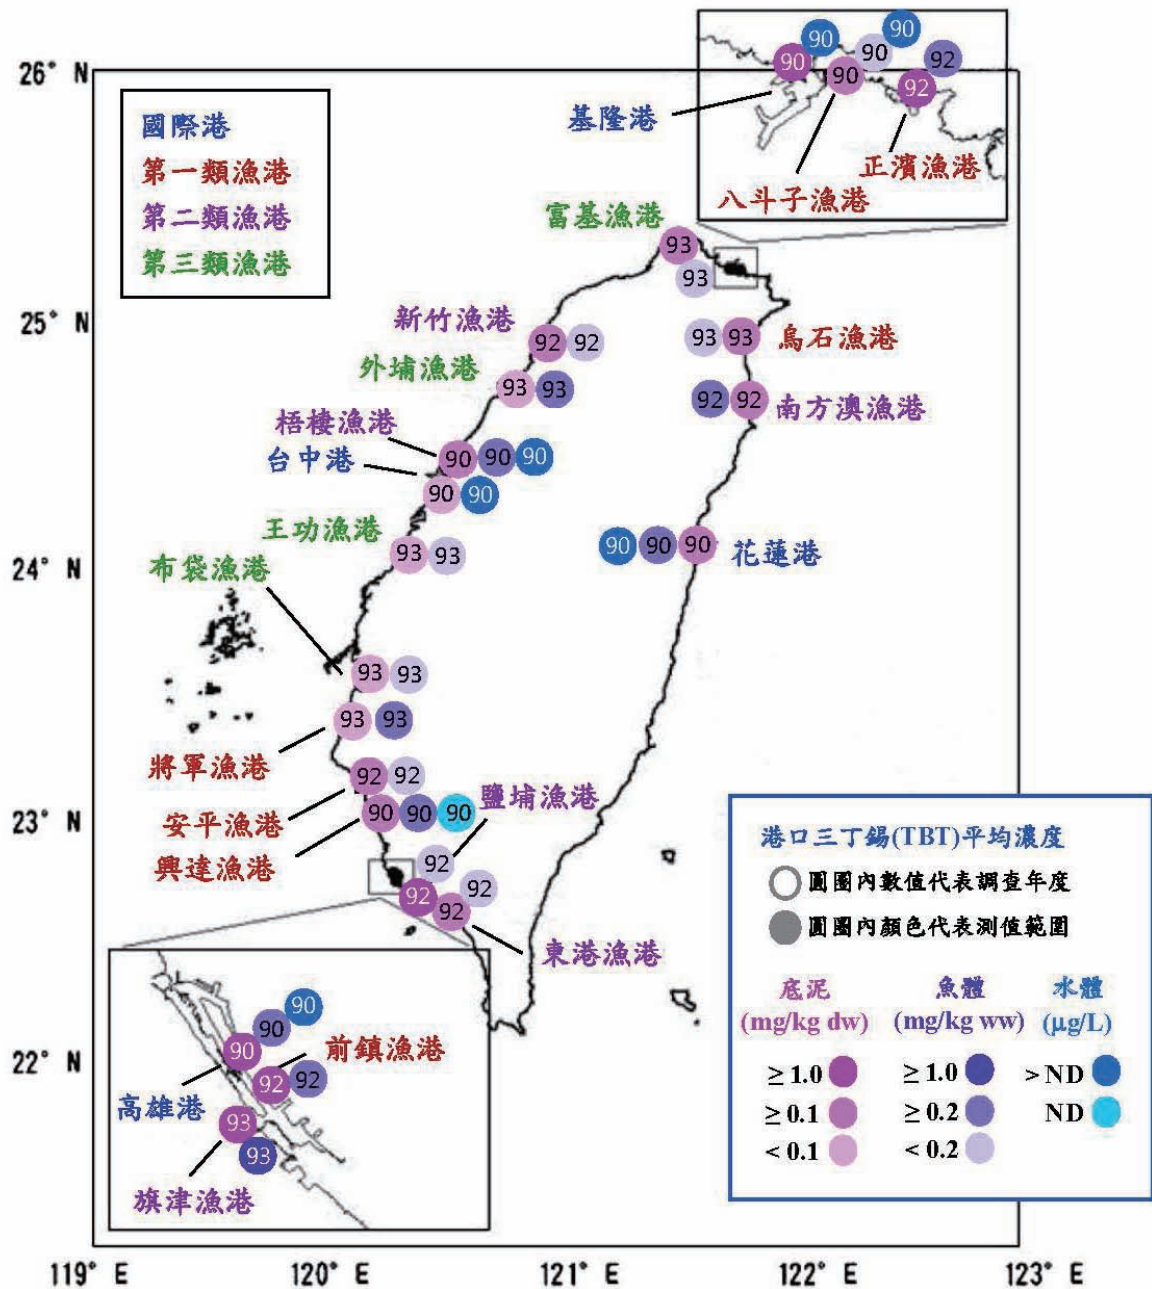 26° N
25° N
24° N
23° N
22° N
119° E
120° E
121° E
122° E
123° E
國際港
第一類漁港
第二類漁港
第三類漁港
90
90
90
90
90
92
92
基隆港
正濱漁港
八斗子漁港
富基漁港
93
93
新竹漁港
92 92
93 93
烏石漁港
外埔漁港
93 93
92 92
南方澳漁港
梧棲漁港
90 90 90
台中港
90 90
王功漁港
93 93
90 90 90
花蓮港
布袋漁港
93 93
93 93
將軍漁港
92 92
安平漁港
90 90 90
興達漁港
鹽埔漁港
92
92
92
92
東港漁港
90
90
90
前鎮漁港
92 92
高雄港
93
93
旗津漁港
港口三丁錫(TBT)平均濃度
圓圈內數值代表調查年度
圓圈內顏色代表測值範圍
底泥 魚體 水體
(mg/kg dw) (mg/kg ww) (μg/L)
≥ 1.0 ≥ 1.0 > ND
≥ 0.1 ≥ 0.2 ND
< 0.1 < 0.2